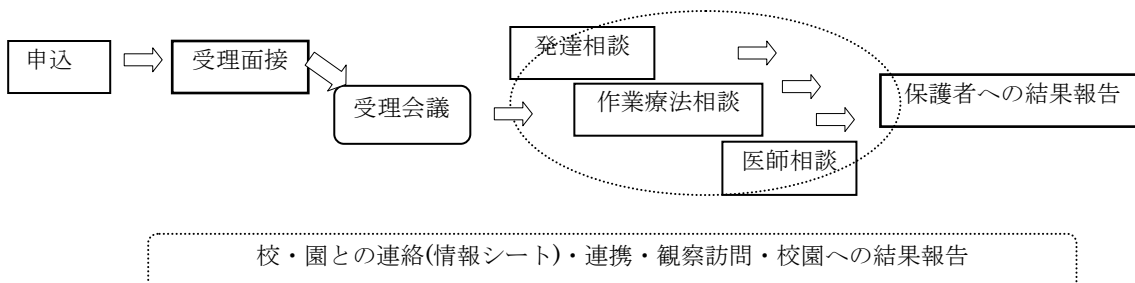 申込
受理面接
受理会議
発達相談
作業療法相談
医師相談
保護者への結果報告
校・園との連絡(情報シート)・連携・観察訪問・校園への結果報告